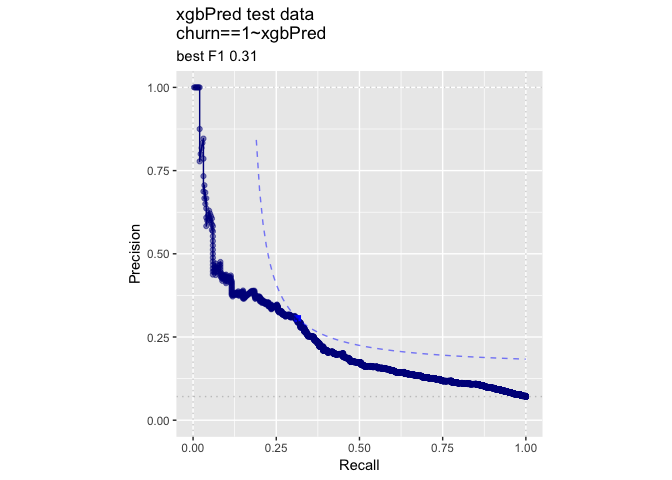 xgbPred test data
churn==1~xgbPred
best F1 0.31
1.00
0.75
0.50
0.25
0.00
Precision
0.00 0.25 0.50 0.75 1.00
Recall